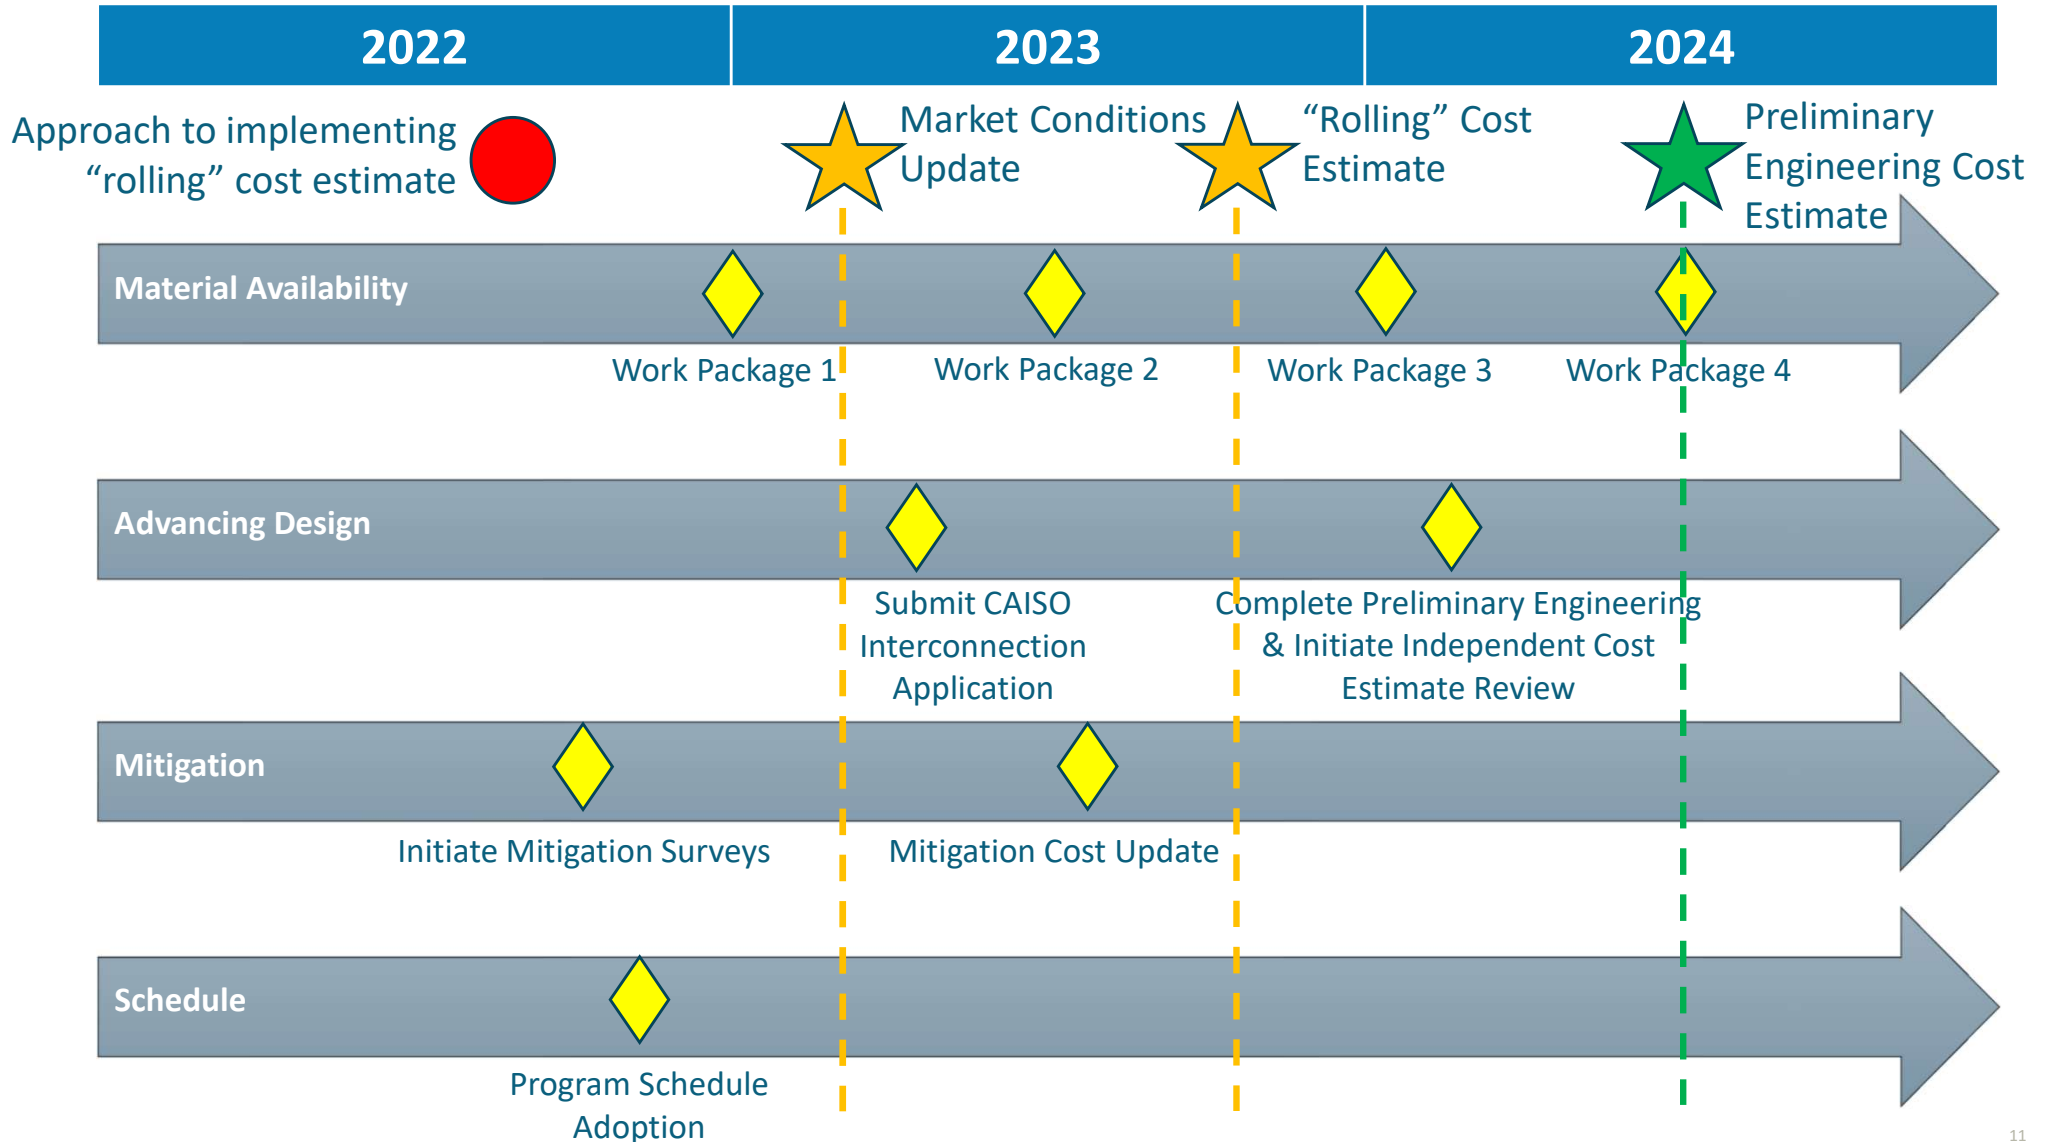 2022
2023
2024
Approach to implementing
“rolling” cost estimate
Market Conditions
Update
“Rolling” Cost
Estimate
Preliminary
Engineering Cost
Estimate
Material Availability
Work Package 1
Work Package 2
Work Package 3
Work Package 4
Advancing Design
Submit CAISO
Interconnection
Application
Complete Preliminary Engineering
& Initiate Independent Cost
Estimate Review
Mitigation
Initiate Mitigation Surveys
Mitigation Cost Update
Schedule
Program Schedule
Adoption
11